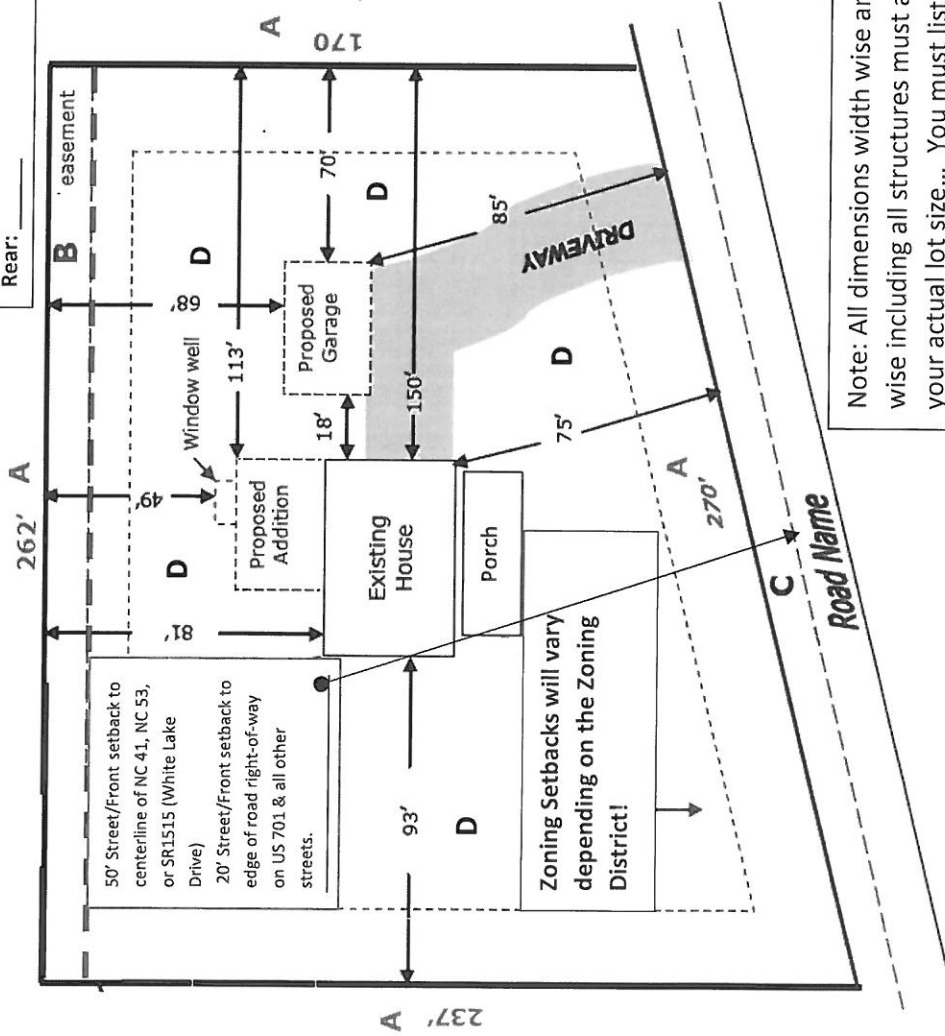 Rear:
262' A
B easement
A 170
50' Street/Front setback to
centerline of NC 41, NC 53,
or SR1515 (White Lake
Drive)
20' Street/Front setback to
edge of road right-of-way
on US 701 & all other
streets.
81'
49'
Window well
68'
D
D
113'
70'
Proposed
Addition
Proposed
Garage
18'
D
150'
85'
DRIVEWAY
Existing
House
93'
D
D
Porch
75'
Zoning Setbacks will vary
depending on the Zoning
District!
A 237'
A
270'
C
Road Name
Note: All dimensions width wise
wise including all structures must
your actual lot size... You must list